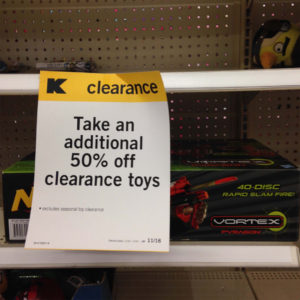 K clearance
Take an
additional
50% off
clearance toys
• excludes seasonal toy clearance
11/16
N
40-DISC
RAPID SLAM FIRE!
VORTEX
PYRAGON